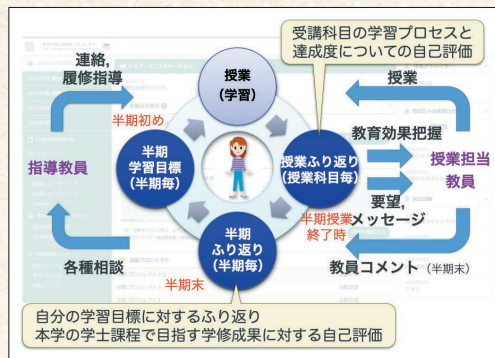 受講科目の学習プロセスと
達成度についての自己評価
連絡,
履修指導
授業
(学習)
授業
半期初め
教育効果把握
指導教員
半期
学習目標
(半期毎)
授業ふり返り
(授業科目毎)
授業担当
教員
要望,
メッセージ
半期授業
終了時
半期
ふり返り
(半期毎)
各種相談
半期末
教員コメント(半期末)
自分の学習目標に対するふり返り
本学の学士課程で目指す学修成果に対する自己評価